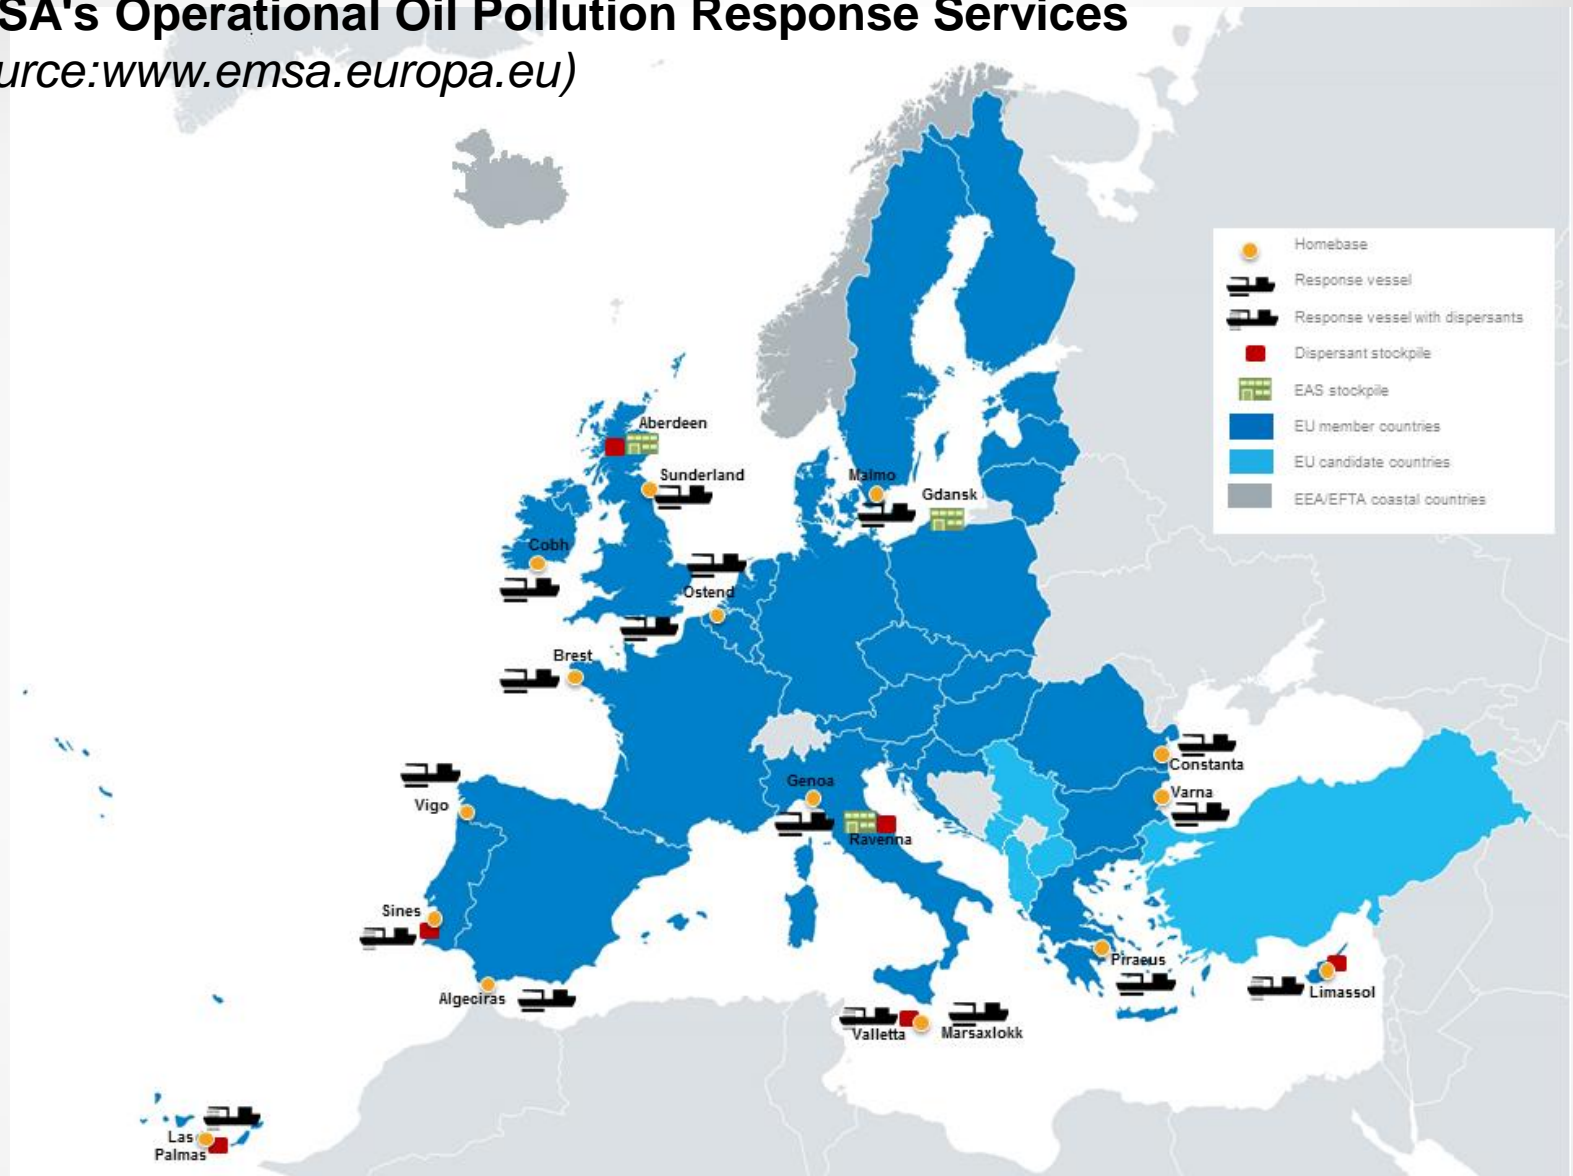 SA's Operational Oil Pollution Response Services
urce:www.emsa.europa.eu)
Homebase
Response vessel
Response vessel with dispersants
Dispersant stockpile
EAS stockpile
EU member countries
EU candidate countries
EEA/EFTA coastal countries
Aberdeen
Sunderland
Malmo
Gdansk
Cobh
Ostend
Brest
Constanta
Genoa
Varna
Vigo
Ravenna
Sines
Piraeus
Limassol
Algeciras
Valletta
Marsaxlokk
Las
Palmas